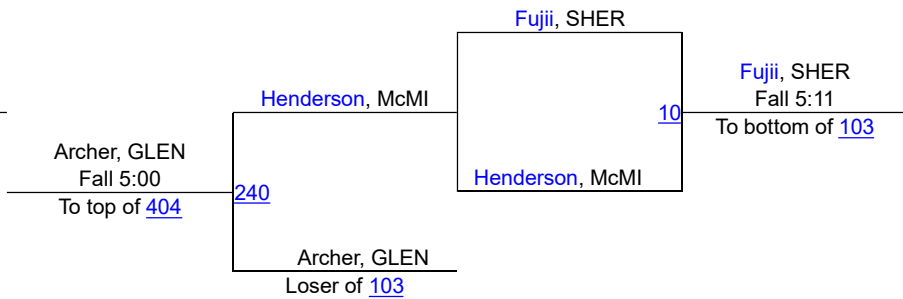 Fujii, SHER
Fujii, SHER
Fall 5:11
Henderson, McMI
10
To bottom of 103
Archer, GLEN
Fall 5:00
Henderson, McMI
240
To top of 404
Archer, GLEN
Loser of 103